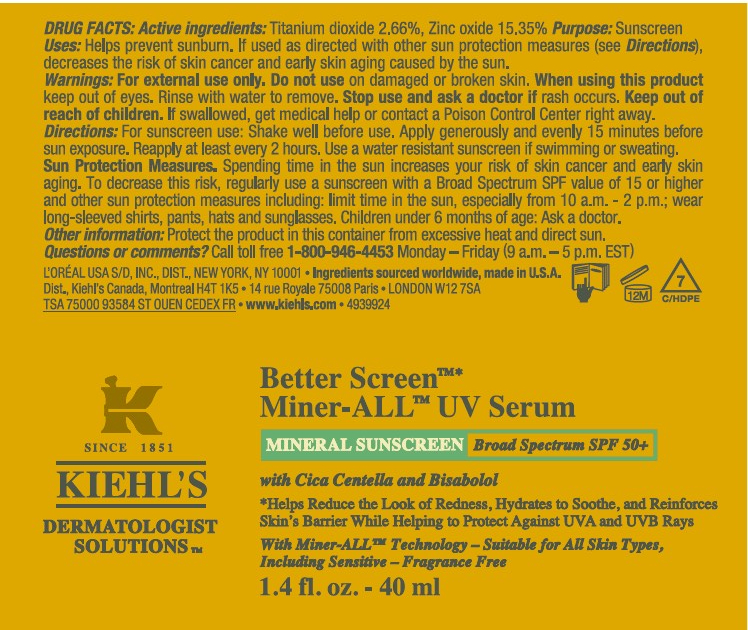 DRUG FACTS: Active ingredients: Titanium dioxide 2.66%, Zinc oxide 15.35% Purpose: Sunscreen
Uses: Helps prevent sunburn. If used as directed with other sun protection measures (see Directions),
decreases the risk of skin cancer and early skin aging caused by the sun.
Warnings: For external use only. Do not use on damaged or broken skin. When using this product
keep out of eyes. Rinse with water to remove. Stop use and ask a doctor if rash occurs. Keep out of
reach of children. If swallowed, get medical help or contact a Poison Control Center right away.
Directions: For sunscreen use: Shake well before use. Apply generously and evenly 15 minutes before
sun exposure. Reapply at least every 2 hours. Use a water resistant sunscreen if swimming or sweating.
Sun Protection Measures. Spending time in the sun increases your risk of skin cancer and early skin
aging. To decrease this risk, regularly use a sunscreen with a Broad Spectrum SPF value of 15 or higher
and other sun protection measures including: limit time in the sun, especially from 10 a.m. - 2 p.m.; wear
long-sleeved shirts, pants, hats and sunglasses. Children under 6 months of age: Ask a doctor.
Other information: Protect the product in this container from excessive heat and direct sun.
Questions or comments? Call toll free 1-800-946-4453 Monday – Friday (9 a.m. – 5 p.m. EST)
L'ORÉAL USA S/D, INC., DIST., NEW YORK, NY 10001 • Ingredients sourced worldwide, made in U.S.A.
Dist., Kiehl's Canada, Montreal H4T 1K5 • 14 rue Royale 75008 Paris • LONDON W12 7SA
TSA 75000 93584 ST OUEN CEDEX FR • www.kiehls.com • 4939924
12M
7
C/HDPE
K
SINCE 1851
KIEHL'S
DERMATOLOGIST
SOLUTIONS™
Better Screen™*
Miner-ALL™ UV Serum
MINERAL SUNSCREEN Broad Spectrum SPF 50+
with Cica Centella and Bisabolol
*Helps Reduce the Look of Redness, Hydrates to Soothe, and Reinforces
Skin's Barrier While Helping to Protect Against UVA and UVB Rays
With Miner-ALL™ Technology – Suitable for All Skin Types,
Including Sensitive – Fragrance Free
1.4 fl. oz. - 40 ml